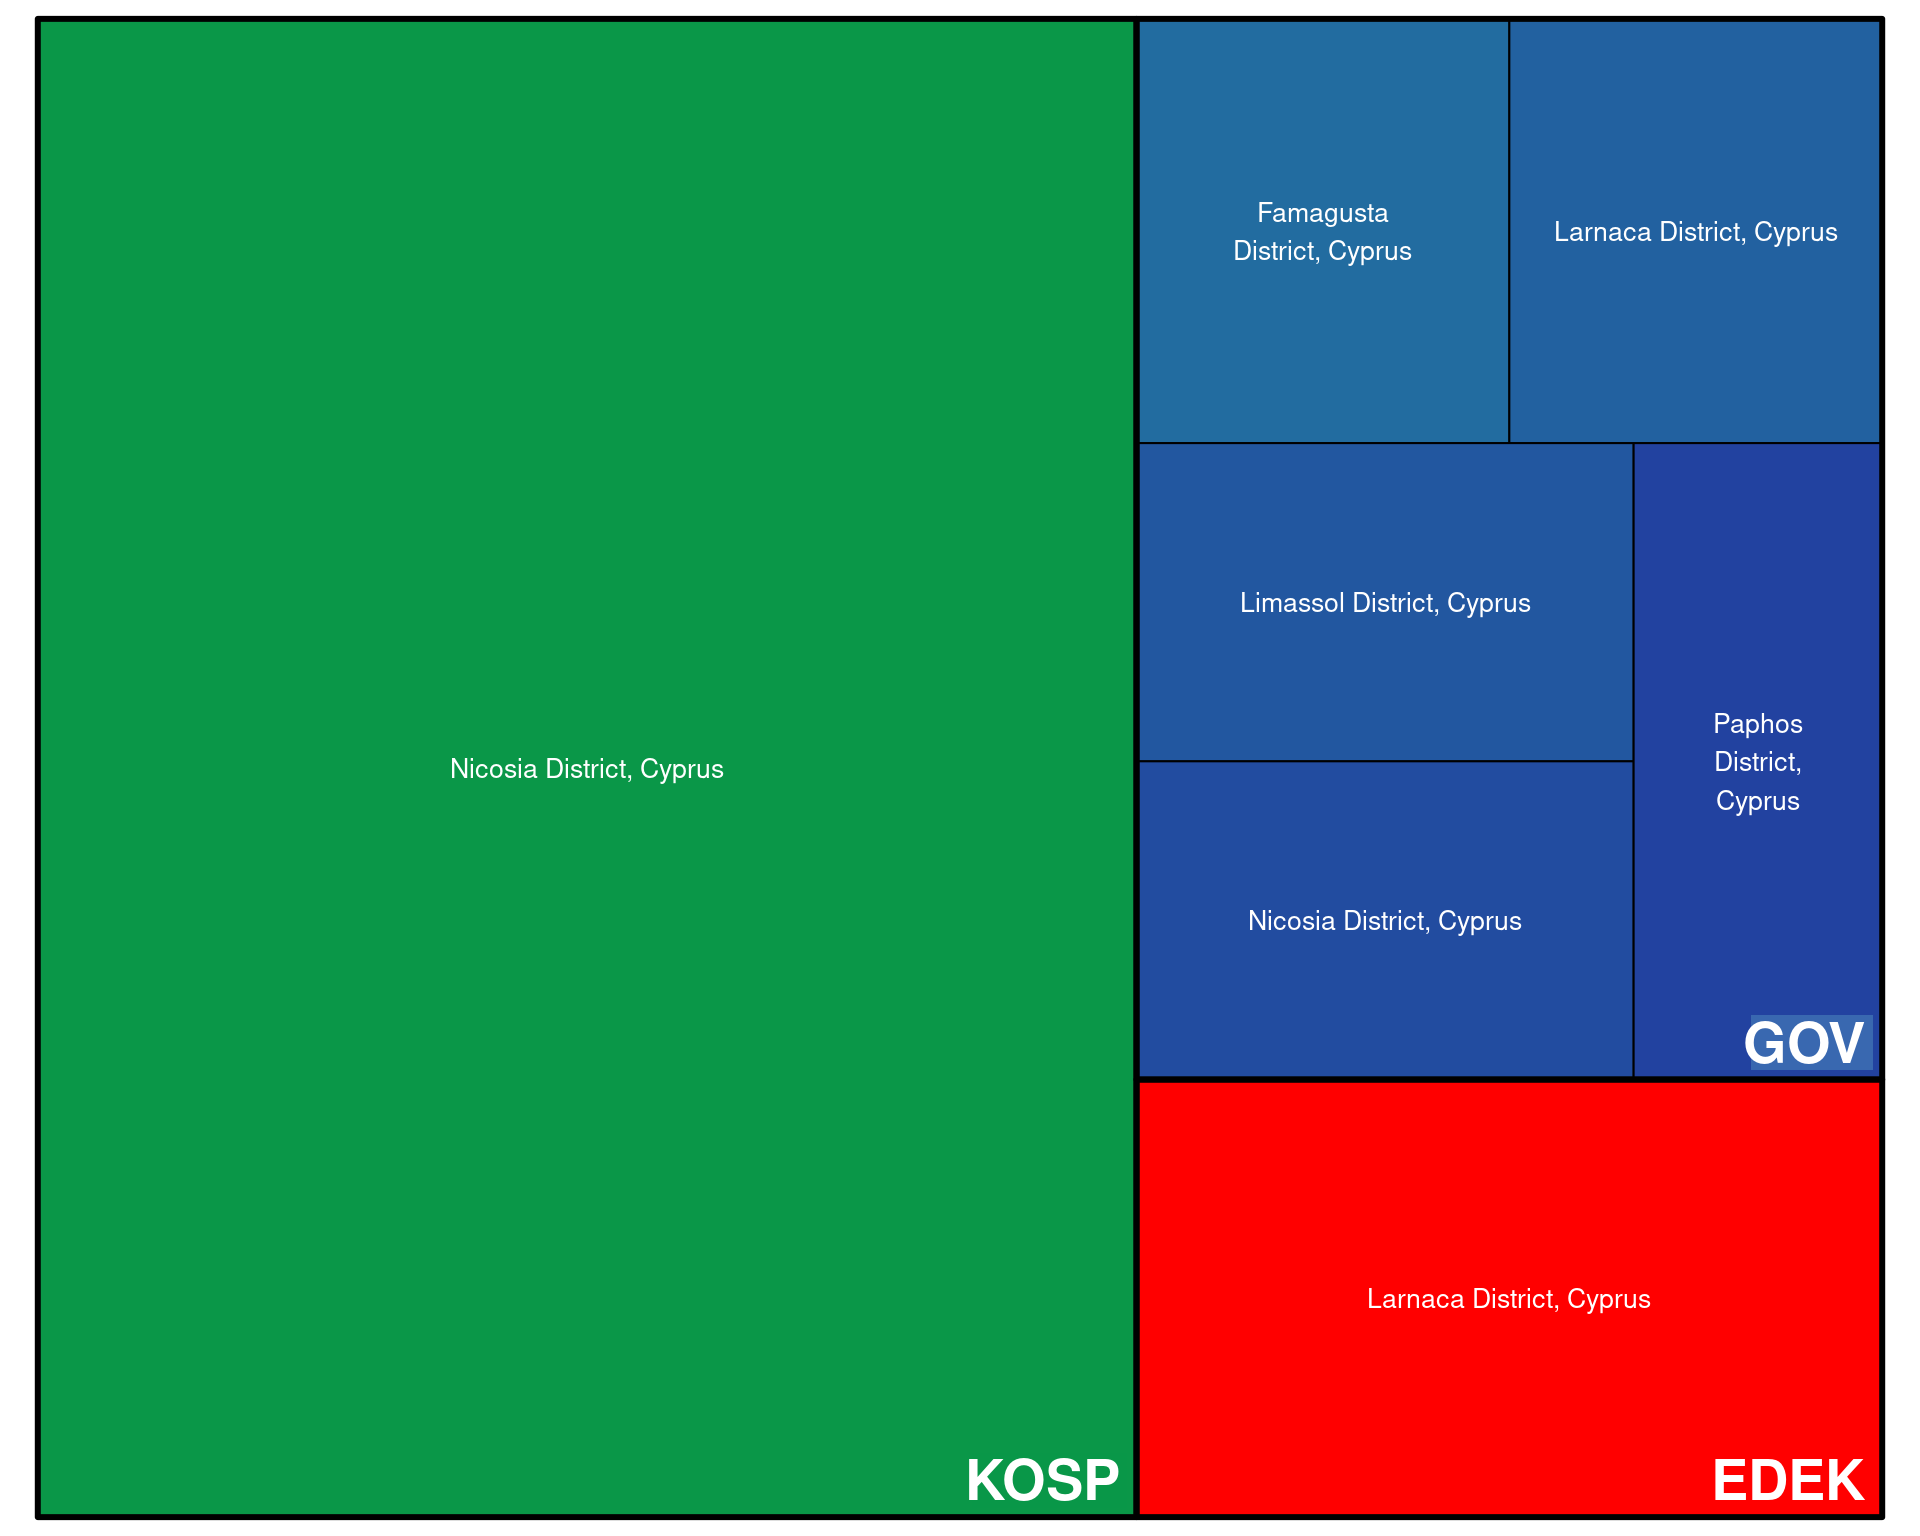 Nicosia District, Cyprus
KOSP
Famagusta
District, Cyprus
Larnaca District, Cyprus
Limassol District, Cyprus
Nicosia District, Cyprus
Paphos
District,
Cyprus
GOV
Larnaca District, Cyprus
EDEK